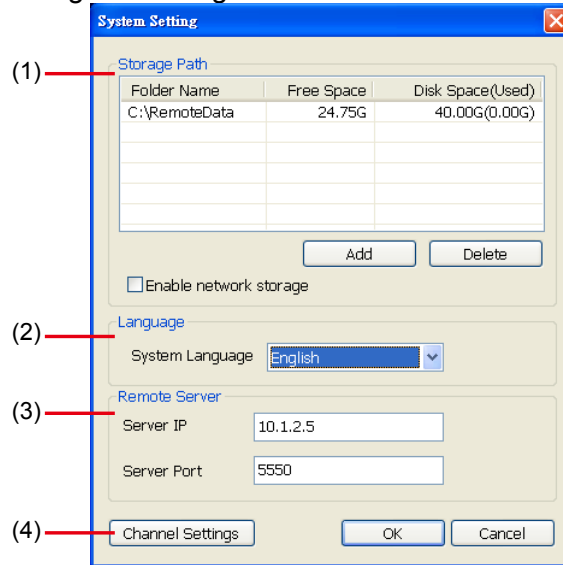 System Setting
(1)
Storage Path
Folder Name Free Space Disk Space(Used)
C:\RemoteData 24.75G 40.00G(0.00G)
Add Delete
Enable network storage
(2)
Language
System Language English
(3)
Remote Server
Server IP 10.1.2.5
Server Port 5550
(4)
Channel Settings OK Cancel